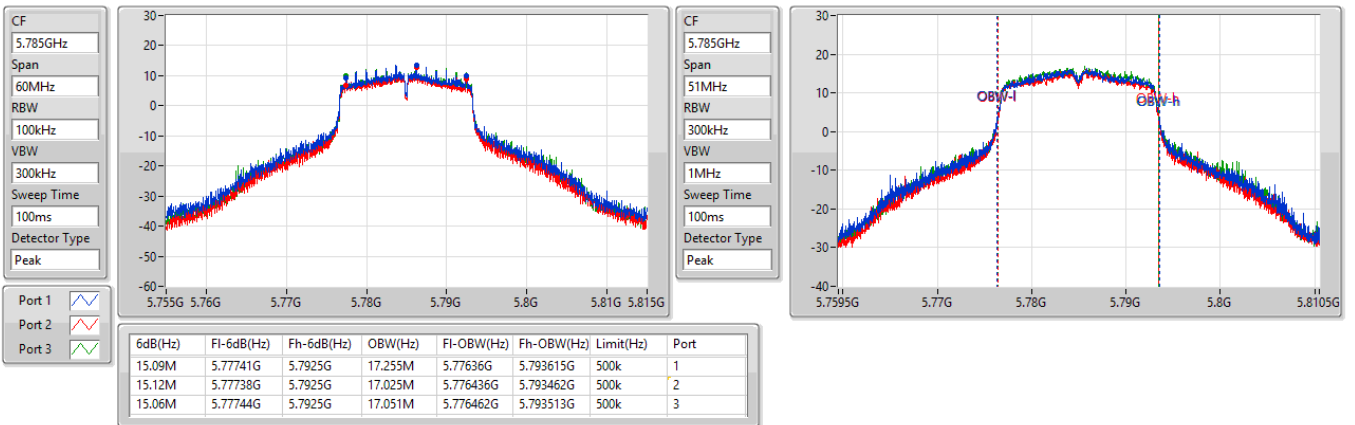 CF
5.785GHz
Span
60MHz
RBW
100kHz
VBW
300kHz
Sweep Time
100ms
Detector Type
Peak
30
20
10
0
-10
-20
-30
-40
-50
-60
5.755G 5.76G 5.77G 5.78G 5.79G 5.8G 5.81G 5.815G
CF
5.785GHz
Span
51MHz
RBW
300kHz
VBW
1MHz
Sweep Time
100ms
Detector Type
Peak
30
20
10
0
-10
-20
-30
-40
OBW-l
OBW-h
5.7595G 5.77G 5.78G 5.79G 5.8G 5.8105G
Port 1
Port 2
Port 3
6dB(Hz) Fl-6dB(Hz) Fh-6dB(Hz) OBW(Hz) Fl-OBW(Hz) Fh-OBW(Hz) Limit(Hz) Port
15.09M 5.77741G 5.7925G 17.255M 5.77636G 5.793615G 500k 1
15.12M 5.77738G 5.7925G 17.025M 5.776436G 5.793462G 500k 2
15.06M 5.77744G 5.7925G 17.051M 5.776462G 5.793513G 500k 3